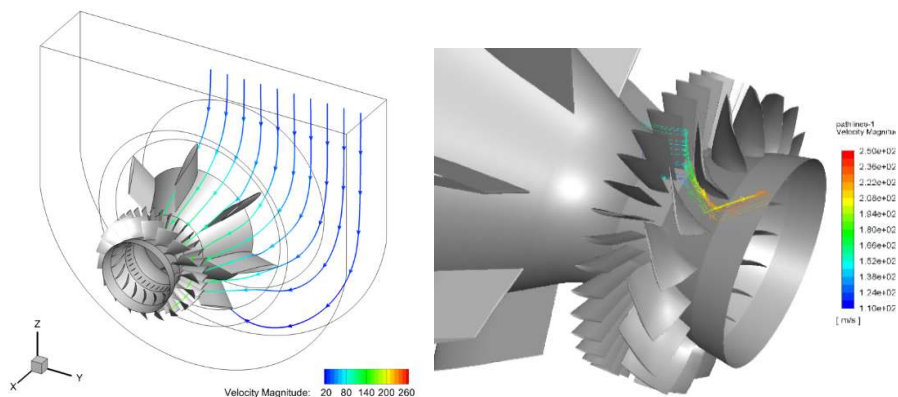 Z
X
Y
Velocity Magnitude: 20 80 140 200 260
pathlines-1
Velocity Magnitude
2.50e+02
2.36e+02
2.22e+02
2.08e+02
1.94e+02
1.80e+02
1.66e+02
1.52e+02
1.38e+02
1.24e+02
1.10e+02
[ m/s ]